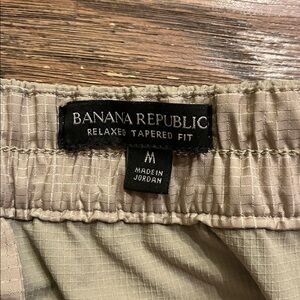 BANANA REPUBLIC
RELAXED TAPERED FIT
M
MADE IN
JORDAN